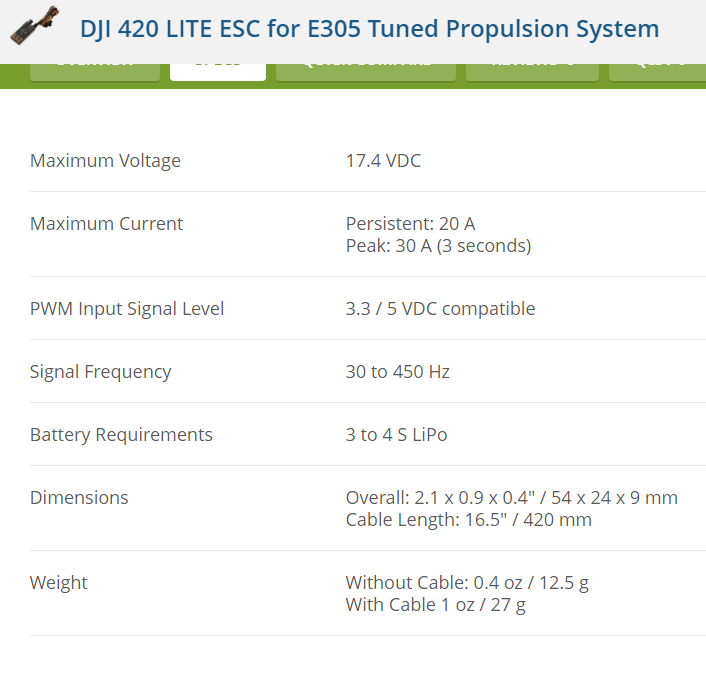 DJI 420 LITE ESC for E305 Tuned Propulsion System
Maximum Voltage 17.4 VDC
Maximum Current Persistent: 20 A
Peak: 30 A (3 seconds)
PWM Input Signal Level 3.3 / 5 VDC compatible
Signal Frequency 30 to 450 Hz
Battery Requirements 3 to 4 S LiPo
Dimensions Overall: 2.1 x 0.9 x 0.4" / 54 x 24 x 9 mm
Cable Length: 16.5" / 420 mm
Weight Without Cable: 0.4 oz / 12.5 g
With Cable 1 oz / 27 g